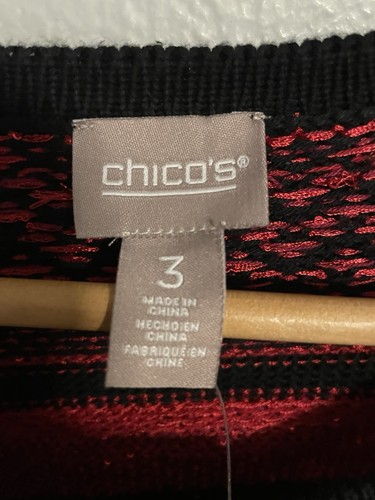 chico's®
3
MADE IN
CHINA
HECHO EN
CHINA
FABRIQUÉ EN
CHINE